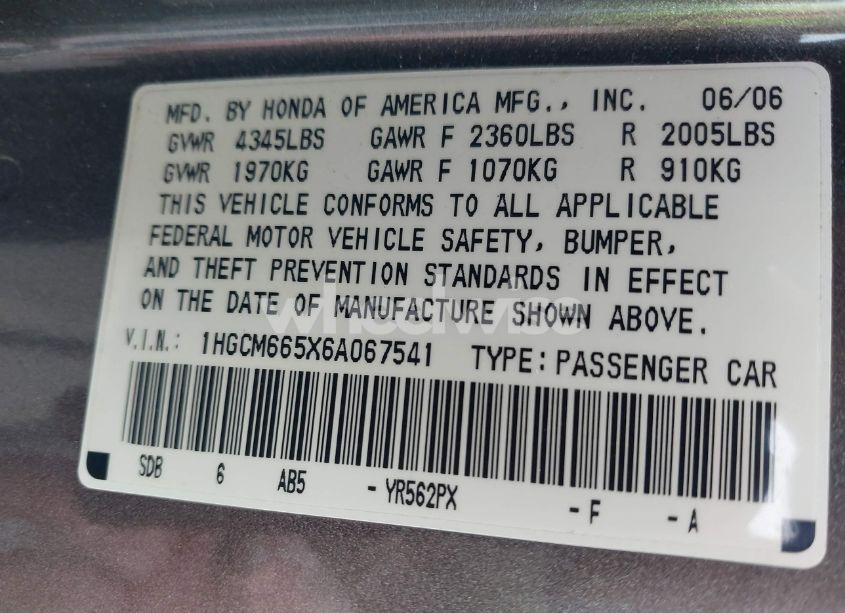 MFD. BY HONDA OF AMERICA MFG., INC. 06/06
GVWR 4345LBS GAWR F 2360LBS R 2005LBS
GVWR 1970KG GAWR F 1070KG R 910KG
THIS VEHICLE CONFORMS TO ALL APPLICABLE
FEDERAL MOTOR VEHICLE SAFETY, BUMPER,
AND THEFT PREVENTION STANDARDS IN EFFECT
ON THE DATE OF MANUFACTURE SHOWN ABOVE.
wheelwise
V.I.N.: 1HGCM665X6A067541 TYPE:PASSENGER CAR
SDB 6 AB5 - YR562PX - F - A